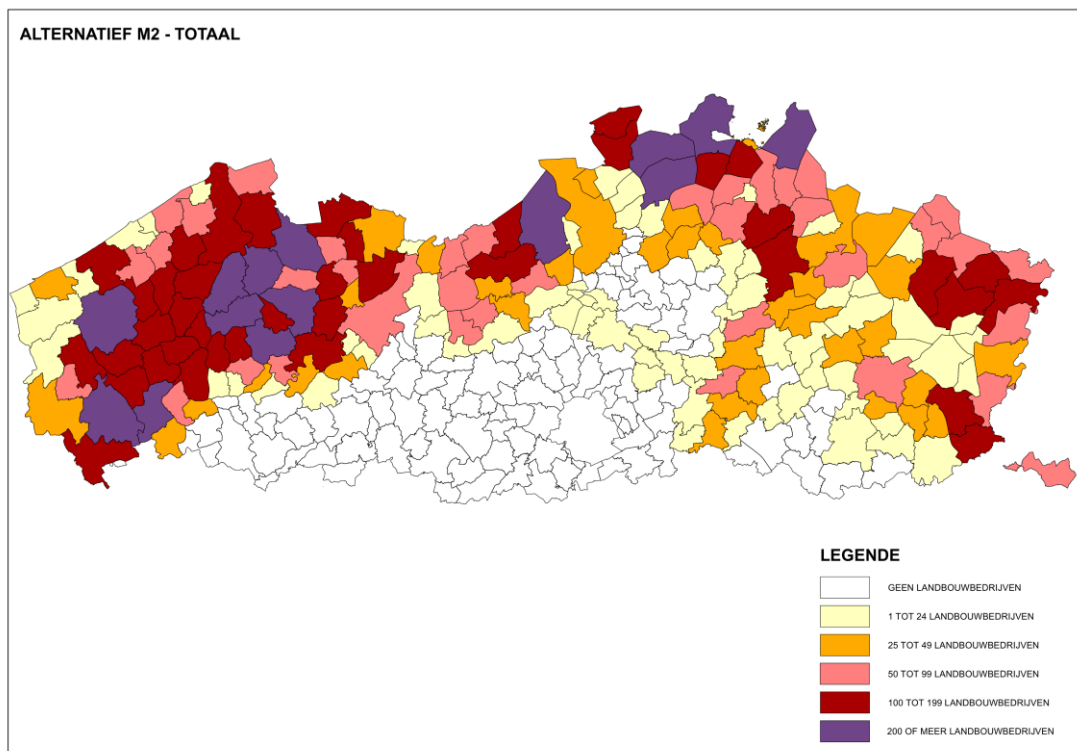 ALTERNATIEF M2 - TOTAAL
LEGENDE
GEEN LANDBOUWBEDRIJVEN
1 TOT 24 LANDBOUWBEDRIJVEN
25 TOT 49 LANDBOUWBEDRIJVEN
50 TOT 99 LANDBOUWBEDRIJVEN
100 TOT 199 LANDBOUWBEDRIJVEN
200 OF MEER LANDBOUWBEDRIJVEN